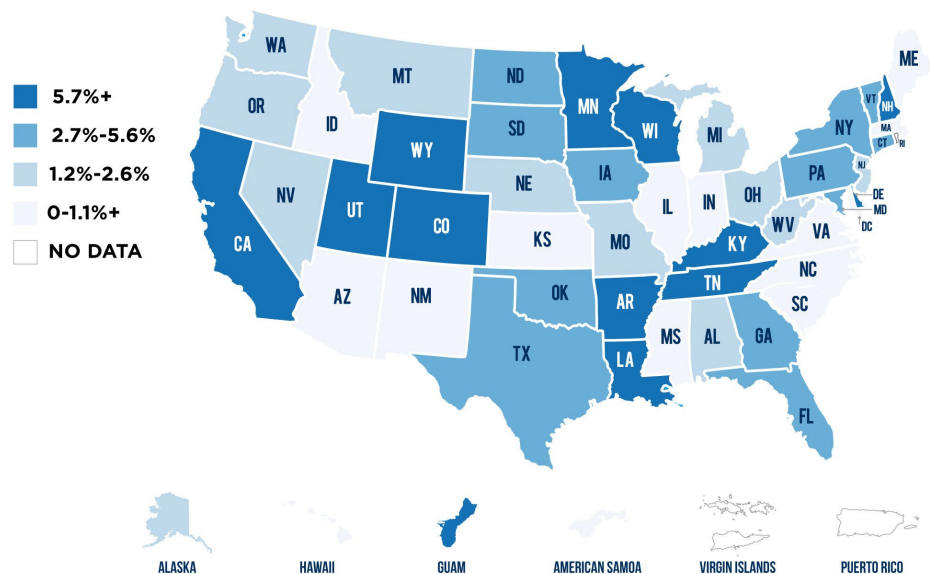 5.7%+
2.7%-5.6%
1.2%-2.6%
0-1.1%+
NO DATA
WA
OR
CA
NV
ID
MT
WY
UT
CO
AZ
NM
ND
SD
NE
KS
OK
TX
MN
IA
MO
AR
LA
WI
IL
MI
IN
OH
KY
TN
MS
AL
GA
FL
SC
NC
VA
WV
PA
NY
VT
NH
ME
MA
RI
CT
NJ
DE
MD
DC
ALASKA
HAWAII
GUAM
AMERICAN SAMOA
VIRGIN ISLANDS
PUERTO RICO